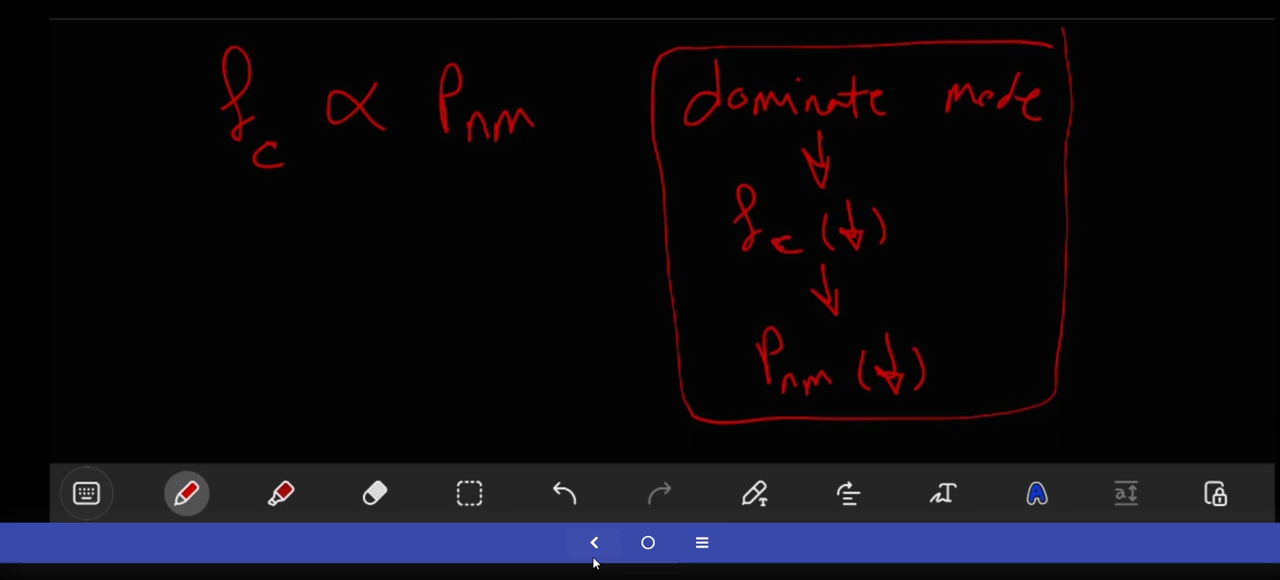 f_c ∝ P_nm
dominate mode
↓
f_c (↓)
↓
P_nm (↓)